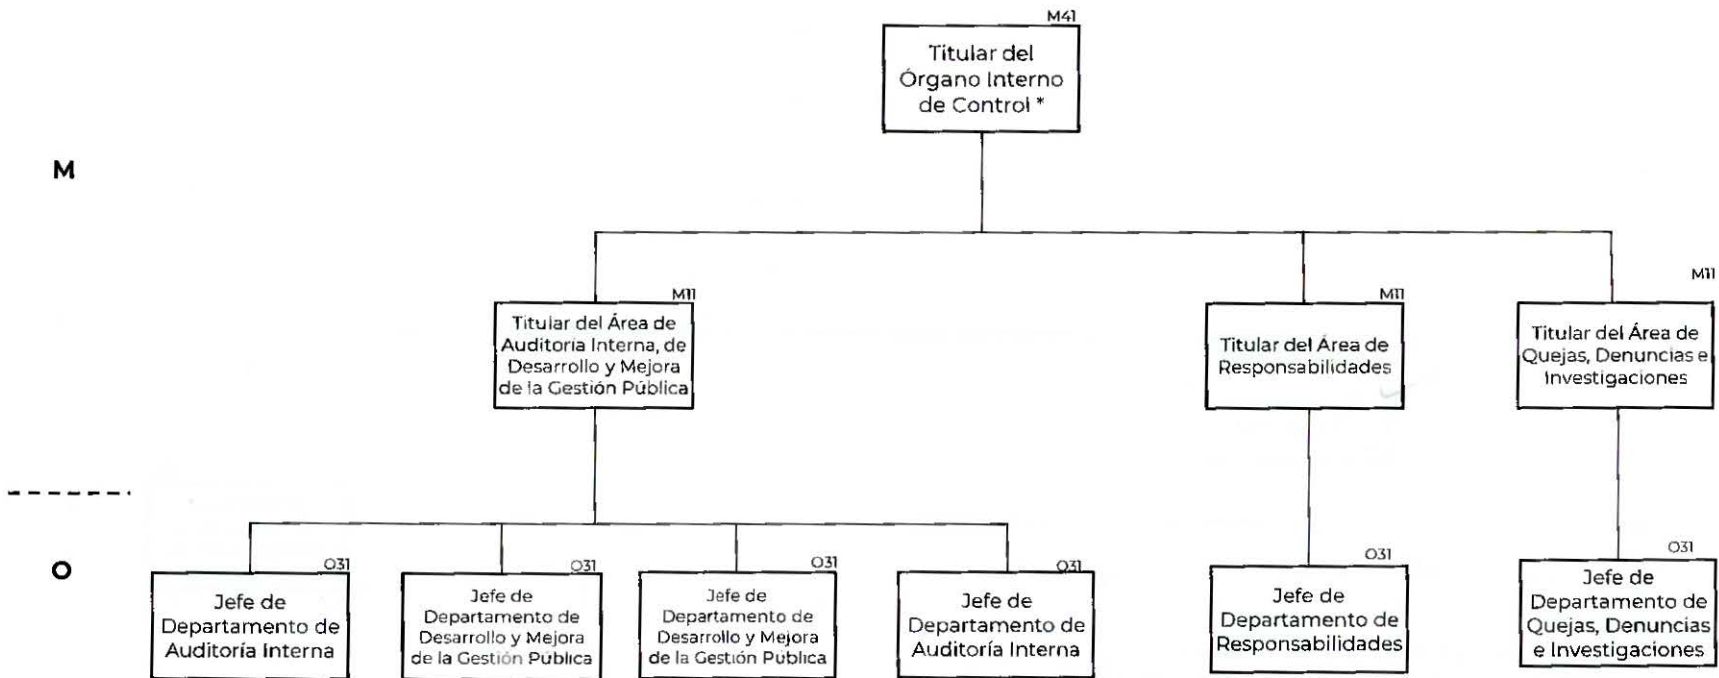 M41
Titular del
Órgano Interno
de Control *
M
M11
Titular del Área de
Auditoría Interna, de
Desarrollo y Mejora
de la Gestión Pública
M11
Titular del Área de
Responsabilidades
M11
Titular del Área de
Quejas, Denuncias e
Investigaciones
O
O31
Jefe de
Departamento de
Auditoría Interna
O31
Jefe de
Departamento de
Desarrollo y Mejora
de la Gestión Pública
O31
Jefe de
Departamento de
Desarrollo y Mejora
de la Gestión Pública
O31
Jefe de
Departamento de
Auditoría Interna
O31
Jefe de
Departamento de
Responsabilidades
O31
Jefe de
Departamento de
Quejas, Denuncias
e Investigaciones